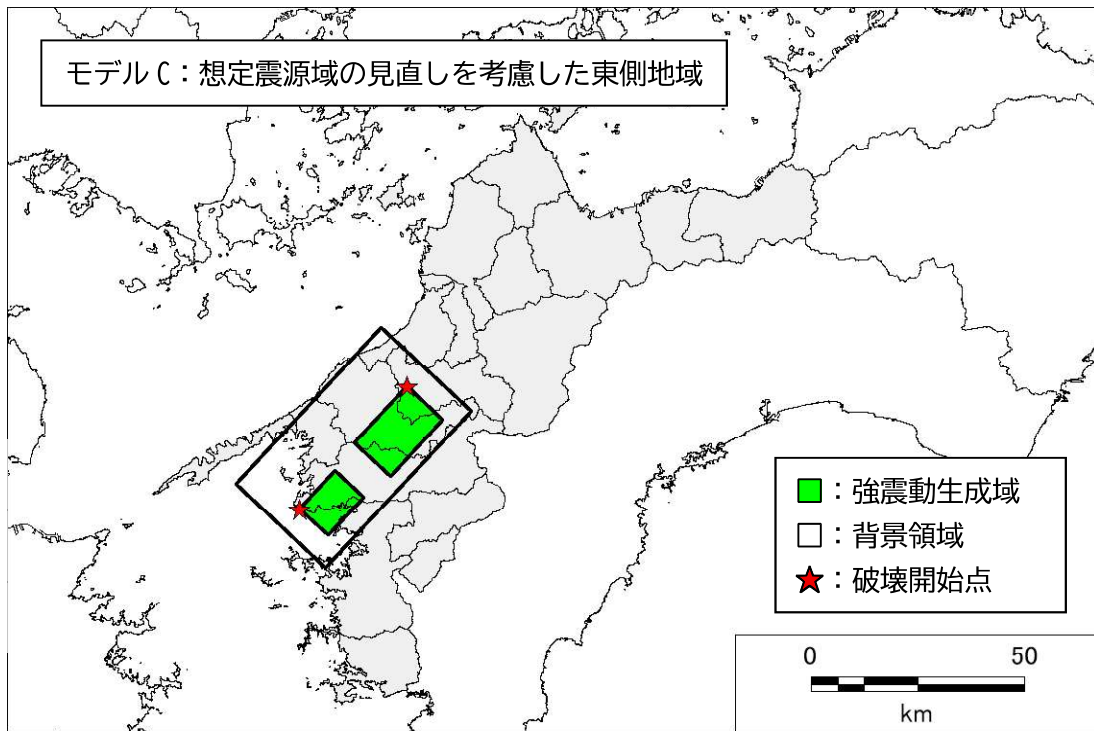 モデルC：想定震源域の見直しを考慮した東側地域
：強震動生成域
：背景領域
：破壊開始点
0 50
km